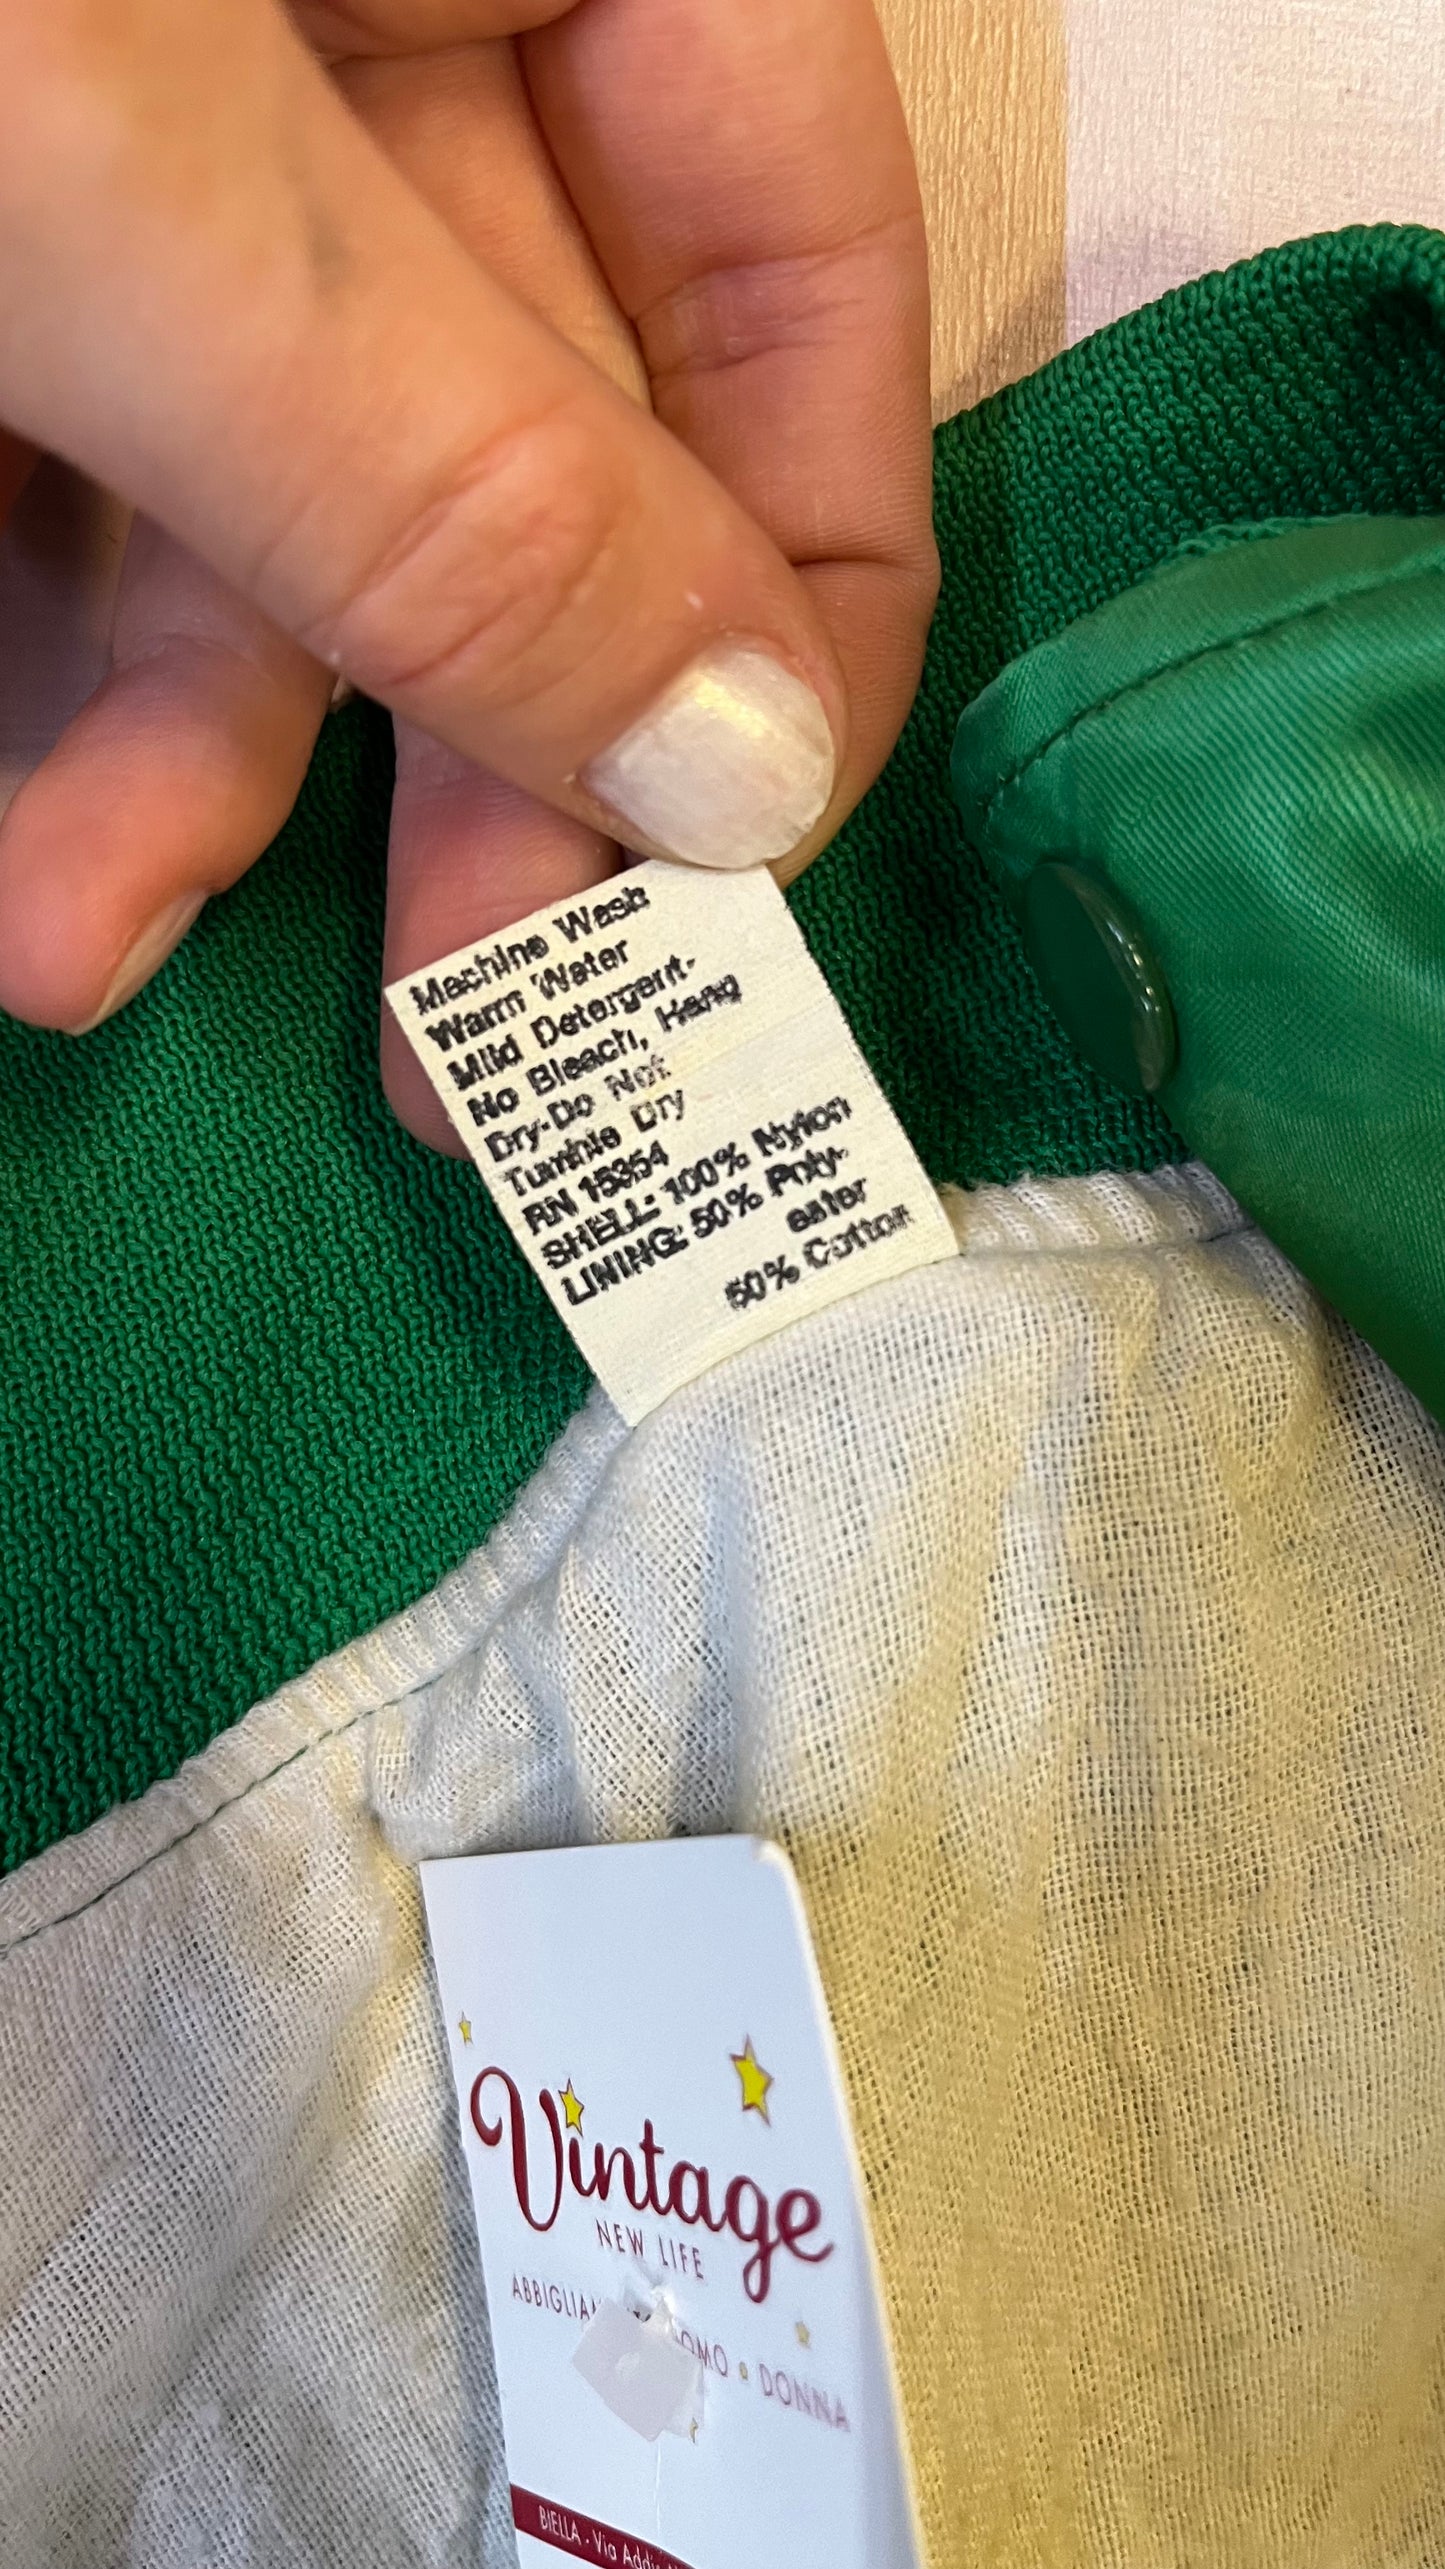 Machine Wash
Warm Water
Mild Detergent-
No Bleach, Hang
Dry-Do Not
Tumble Dry
RN 15354
SHELL: 100% Nylon
LINING: 50% Poly-
ester
50% Cotton
Vintage
NEW LIFE
DONNA
BIELLA - Via